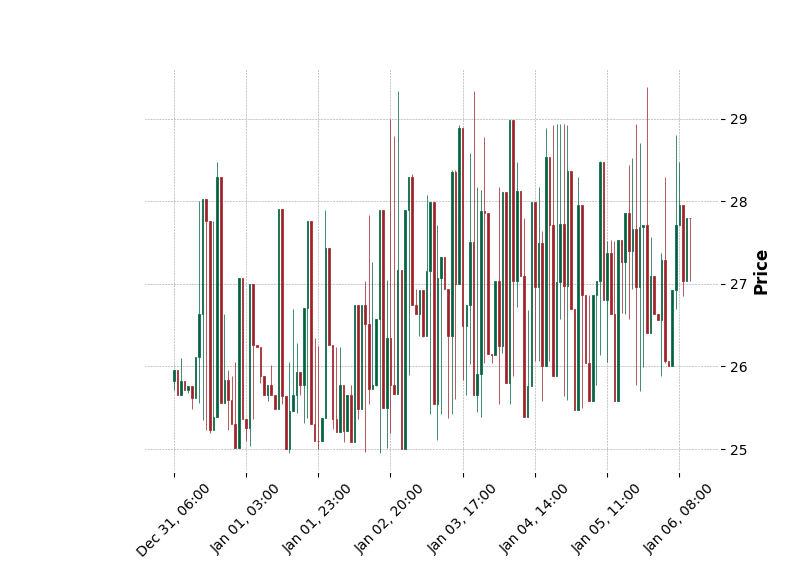 29
28
27
26
25
Price
Dec 31, 06:00
Jan 01, 03:00
Jan 01, 23:00
Jan 02, 20:00
Jan 03, 17:00
Jan 04, 14:00
Jan 05, 11:00
Jan 06, 08:00